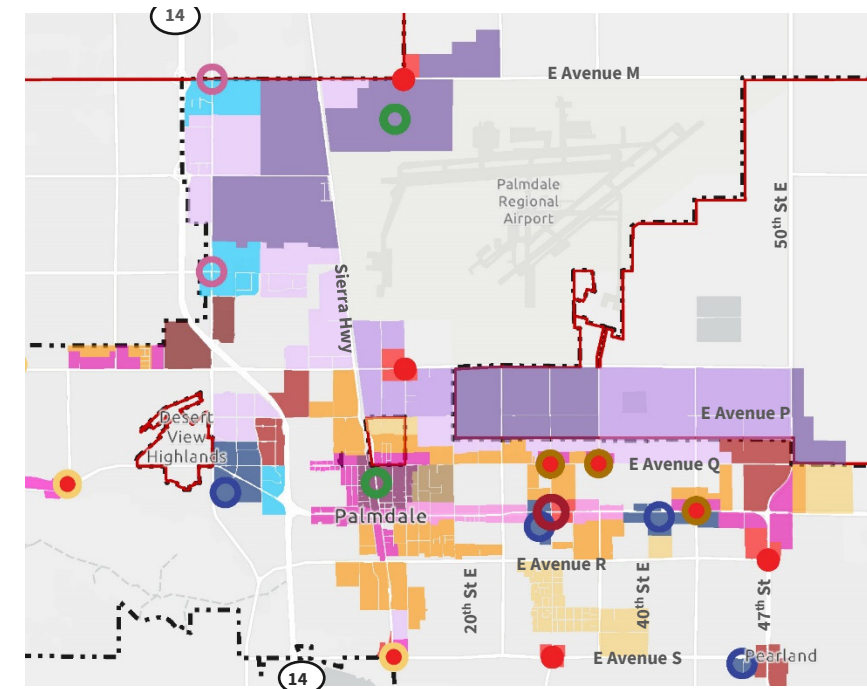 14
E Avenue M
Palmdale
Regional
Airport
50th St E
Sierra Hwy
E Avenue P
Desert
View
Highlands
E Avenue Q
Palmdale
E Avenue R
20th St E
40th St E
47th St
E Avenue S
Pearland
14